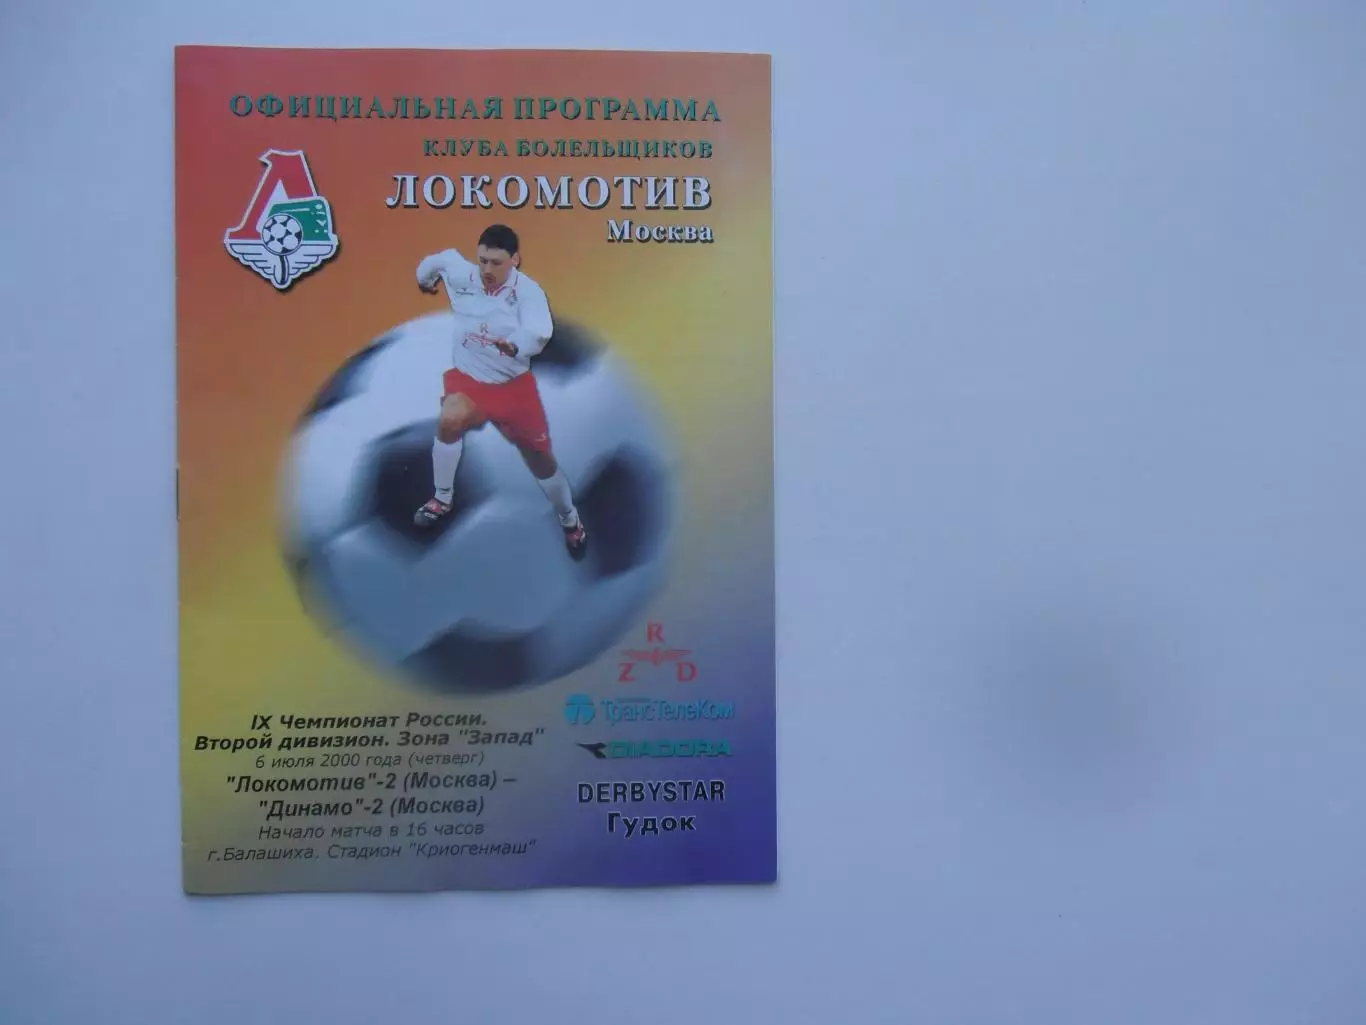 ОФИЦИАЛЬНАЯ ПРОГРАММА
КЛУБА БОЛЕЛЬЩИКОВ
ЛОКОМОТИВ
Москва
R
Z D
ТрансТелеКом
DIADORA
DERBYSTAR
Гудок
IX Чемпионат России.
Второй дивизион. Зона "Запад"
6 июля 2000 года (четверг)
"Локомотив"-2 (Москва) –
"Динамо"-2 (Москва)
Начало матча в 16 часов
г.Балашиха. Стадион "Криогенмаш"